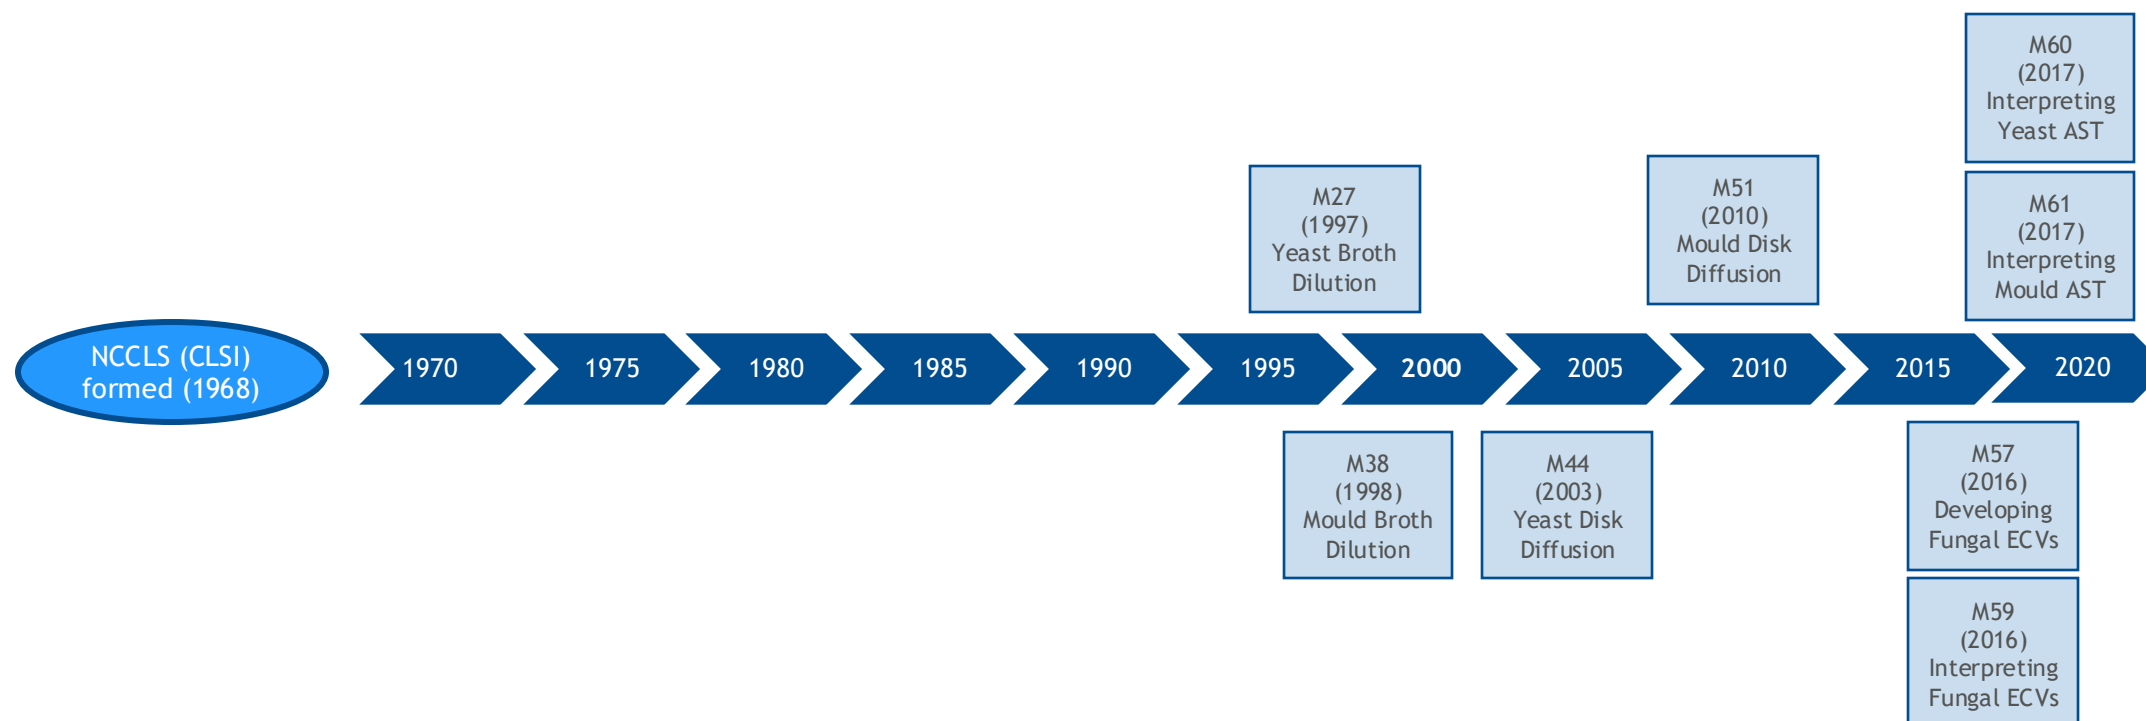 M60
(2017)
Interpreting
Yeast AST
M27
(1997)
Yeast Broth
Dilution
M51
(2010)
Mould Disk
Diffusion
M61
(2017)
Interpreting
Mould AST
NCCLS (CLSI)
formed (1968)
1970
1975
1980
1985
1990
1995
2000
2005
2010
2015
2020
M38
(1998)
Mould Broth
Dilution
M44
(2003)
Yeast Disk
Diffusion
M57
(2016)
Developing
Fungal ECVs
M59
(2016)
Interpreting
Fungal ECVs